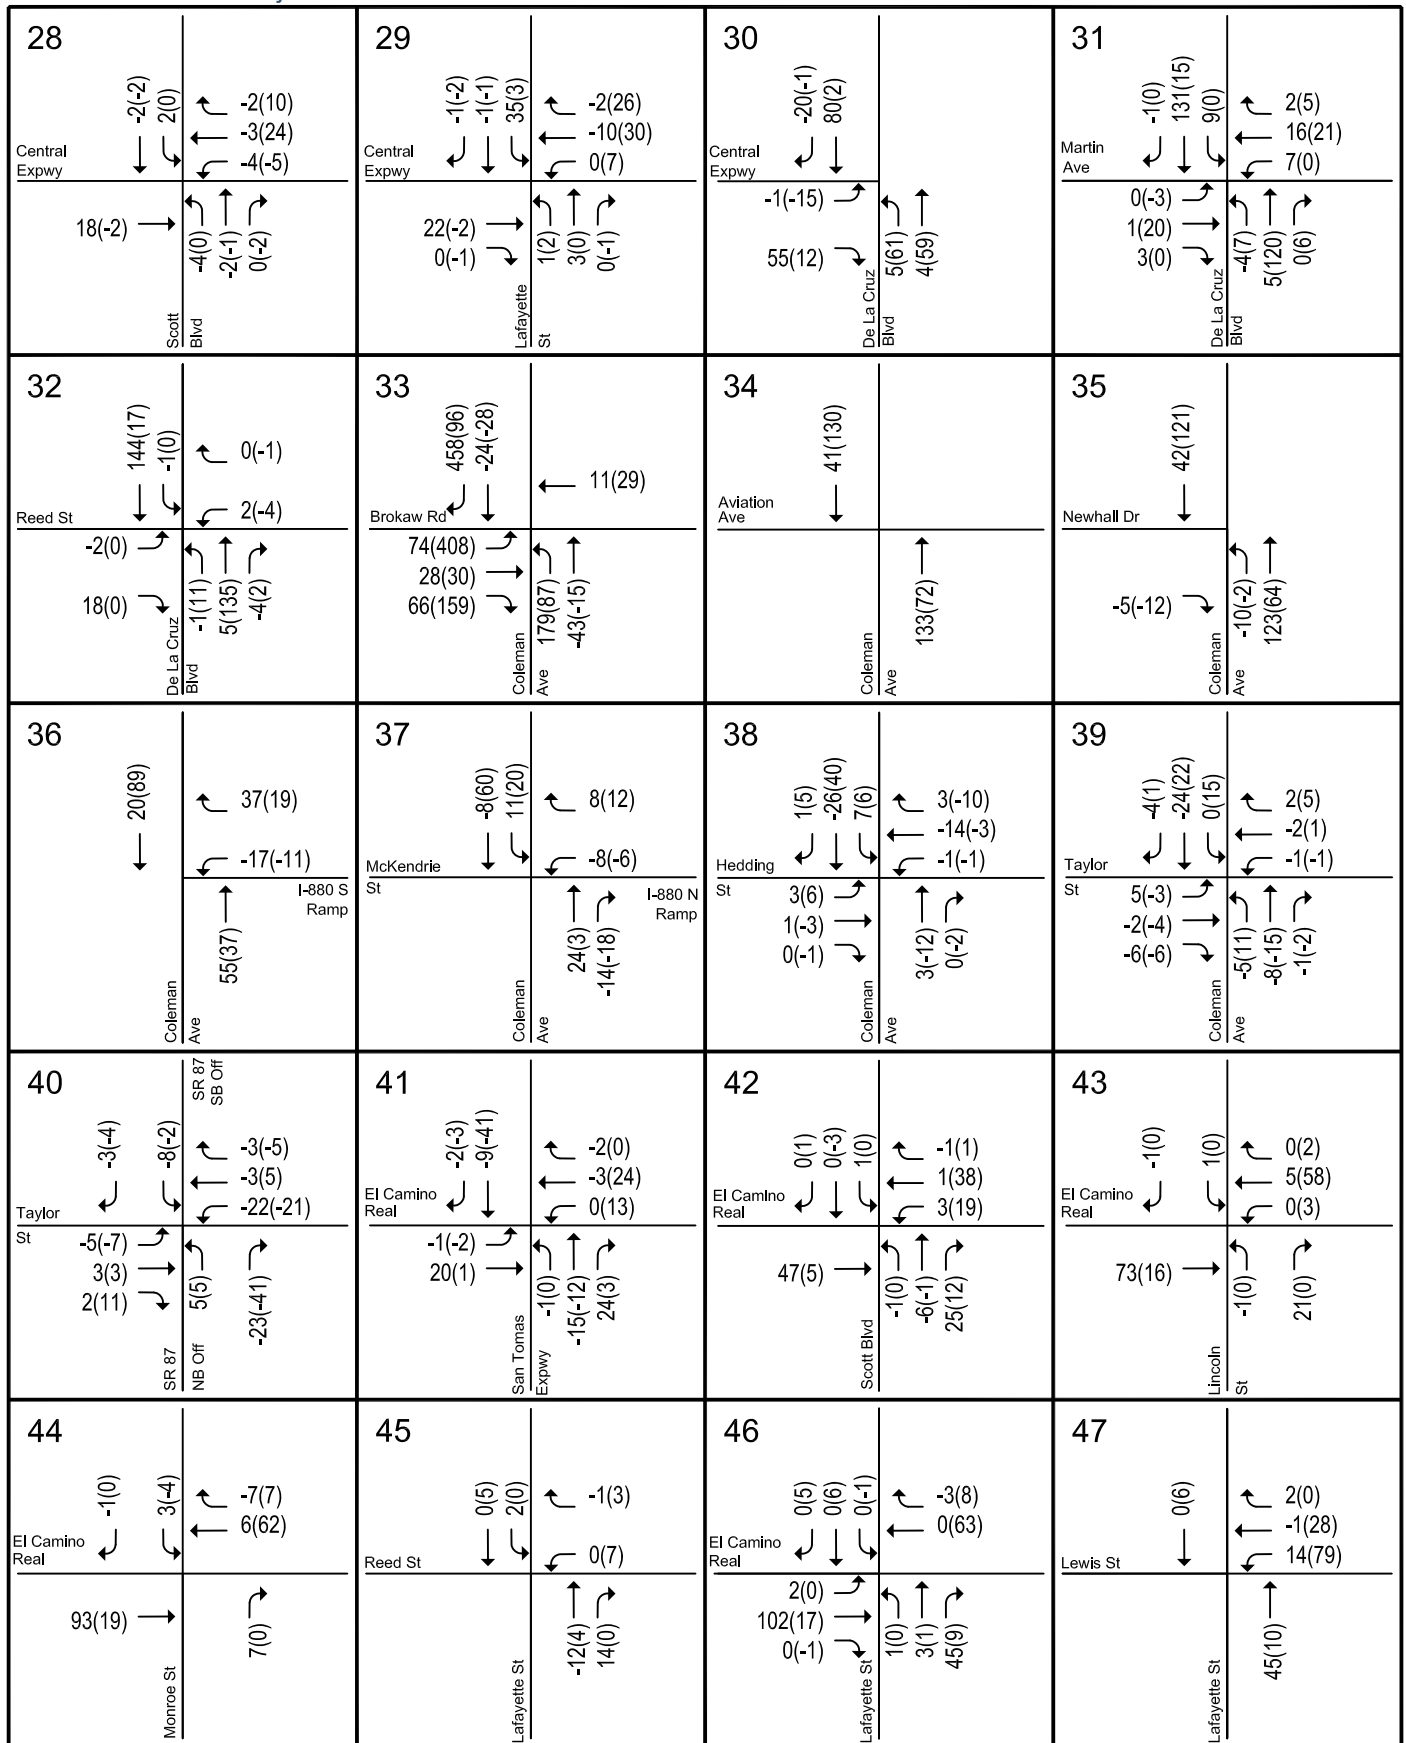 28
-2(-2)
2(0)
-2(10)
-3(24)
-4(-5)
Central
Expwy
18(-2)
-4(0)
-2(-1)
0(-2)
Scott
Blvd
29
-1(-2)
-1(-1)
35(3)
-2(26)
-10(30)
0(7)
Central
Expwy
22(-2)
0(-1)
1(2)
3(0)
0(-1)
Lafayette
St
30
-20(-1)
80(2)
Central
Expwy
-1(-15)
55(12)
5(61)
4(59)
De La Cruz
Blvd
31
-1(0)
131(15)
9(0)
2(5)
16(21)
7(0)
Martin
Ave
0(-3)
1(20)
3(0)
-4(7)
5(120)
0(6)
De La Cruz
Blvd
32
144(17)
-1(0)
0(-1)
2(-4)
Reed St
-2(0)
18(0)
-1(11)
5(135)
-4(2)
De La Cruz
Blvd
33
458(96)
-24(-28)
11(29)
Brokaw Rd
74(408)
28(30)
66(159)
179(87)
-43(-15)
Coleman
Ave
34
41(130)
Aviation
Ave
133(72)
Coleman
Ave
35
42(121)
Newhall Dr
-5(-12)
-10(-2)
123(64)
Coleman
Ave
36
20(89)
37(19)
-17(-11)
I-880 S
Ramp
55(37)
Coleman
Ave
37
-8(60)
11(20)
8(12)
-8(-6)
McKendrie
St
I-880 N
Ramp
24(3)
-14(-18)
Coleman
Ave
38
1(5)
-26(40)
7(6)
3(-10)
-14(-3)
-1(-1)
Hedding
St
3(6)
1(-3)
0(-1)
3(-12)
0(-2)
Coleman
Ave
39
-4(1)
-24(22)
0(15)
2(5)
-2(1)
-1(-1)
Taylor
St
5(-3)
-2(-4)
-6(-6)
-5(11)
-8(-15)
-1(-2)
Coleman
Ave
40
SR 87
SB Off
-3(-4)
-8(-2)
-3(-5)
-3(5)
-22(-21)
Taylor
St
-5(-7)
3(3)
2(11)
5(5)
-23(-41)
SR 87
NB Off
41
-2(-3)
-9(-41)
-2(0)
-3(24)
0(13)
El Camino
Real
-1(-2)
20(1)
-1(0)
-15(-12)
24(3)
San Tomas
Expwy
42
0(1)
0(-3)
1(0)
-1(1)
1(38)
3(19)
El Camino
Real
47(5)
-1(0)
-6(-1)
25(12)
Scott Blvd
43
-1(0)
1(0)
0(2)
5(58)
0(3)
El Camino
Real
73(16)
-1(0)
21(0)
Lincoln
St
44
-1(0)
3(-4)
-7(7)
6(62)
El Camino
Real
93(19)
7(0)
Monroe St
45
0(5)
2(0)
-1(3)
0(7)
Reed St
-12(4)
14(0)
Lafayette St
46
0(5)
0(6)
0(-1)
-3(8)
0(63)
El Camino
Real
2(0)
102(17)
0(-1)
1(0)
3(1)
45(9)
Lafayette St
47
0(6)
2(0)
-1(28)
14(79)
Lewis St
45(10)
Lafayette St